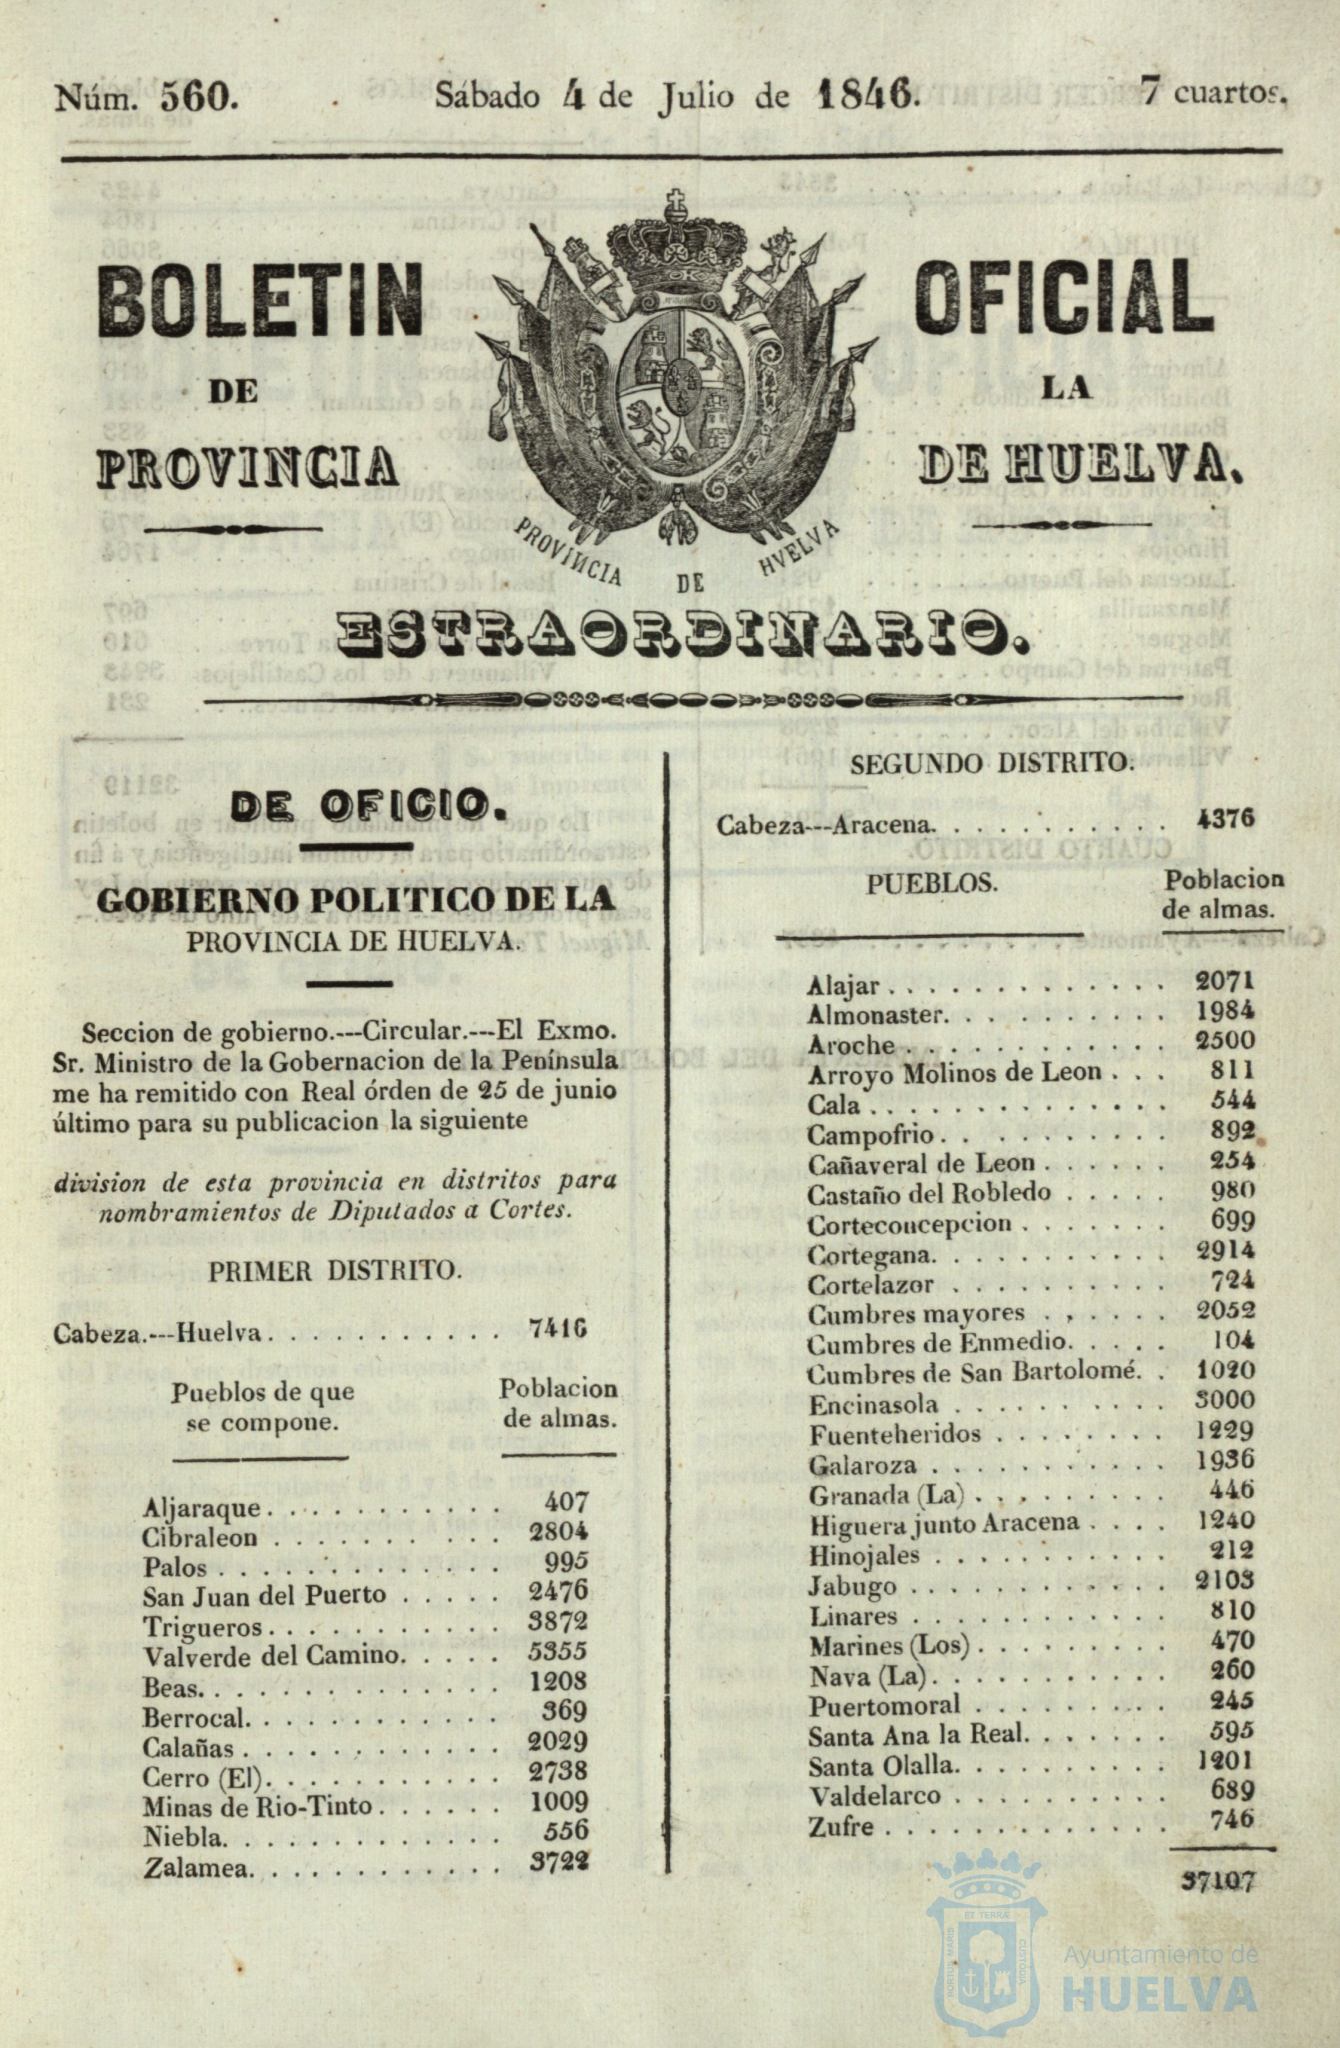 Núm. 560.
Sábado 4 de Julio de 1846.
7 cuartos.
BOLETIN OFICIAL
DE LA
PROVINCIA DE HUELVA.
PROVINCIA DE HUELVA
ESTRAORDINARIO.
DE OFICIO.
GOBIERNO POLITICO DE LA
PROVINCIA DE HUELVA.
Seccion de gobierno.---Circular.---El Exmo.
Sr. Ministro de la Gobernacion de la Península
me ha remitido con Real órden de 25 de junio
último para su publicacion la siguiente
division de esta provincia en distritos para
nombramientos de Diputados a Cortes.
PRIMER DISTRITO.
Cabeza.---Huelva. . . . . . . . . . . 7416
Pueblos de que
se compone.
Poblacion
de almas.
Aljaraque. . . . . . . . . . 407
Cibraleon . . . . . . . . . 2804
Palos . . . . . . . . . . . . 995
San Juan del Puerto . . . . . 2476
Trigueros. . . . . . . . . . 3872
Valverde del Camino. . . . . 5355
Beas. . . . . . . . . . . . . 1208
Berrocal. . . . . . . . . . . 369
Calañas . . . . . . . . . . . 2029
Cerro (El). . . . . . . . . . 2738
Minas de Rio-Tinto . . . . . . 1009
Niebla. . . . . . . . . . . . 556
Zalamea. . . . . . . . . . . 3722
SEGUNDO DISTRITO.
Cabeza---Aracena. . . . . . . . . . 4376
PUEBLOS.
Poblacion
de almas.
Alajar . . . . . . . . . . . . 2071
Almonaster. . . . . . . . . . 1984
Aroche . . . . . . . . . . . . 2500
Arroyo Molinos de Leon . . . 811
Cala . . . . . . . . . . . . . 544
Campofrio. . . . . . . . . . 892
Cañaveral de Leon . . . . . . 254
Castaño del Robledo . . . . . 980
Corteconcepcion . . . . . . . 699
Cortegana. . . . . . . . . . . 2914
Cortelazor . . . . . . . . . . 724
Cumbres mayores . . . . . . 2052
Cumbres de Enmedio. . . . . 104
Cumbres de San Bartolomé. . 1020
Encinasola . . . . . . . . . . 3000
Fuenteheridos . . . . . . . . 1229
Galaroza . . . . . . . . . . . 1936
Granada (La) . . . . . . . . . 446
Higuera junto Aracena . . . . 1240
Hinojales . . . . . . . . . . . 212
Jabugo . . . . . . . . . . . . 2103
Linares . . . . . . . . . . . . 810
Marines (Los) . . . . . . . . . 470
Nava (La). . . . . . . . . . . 260
Puertomoral . . . . . . . . . 245
Santa Ana la Real. . . . . . . 595
Santa Olalla. . . . . . . . . . 1201
Valdelarco . . . . . . . . . . 689
Zufre . . . . . . . . . . . . . 746
37107
PORTUS MARIS
ET TERRÆ
CUSTODIA
Ayuntamiento de
HUELVA